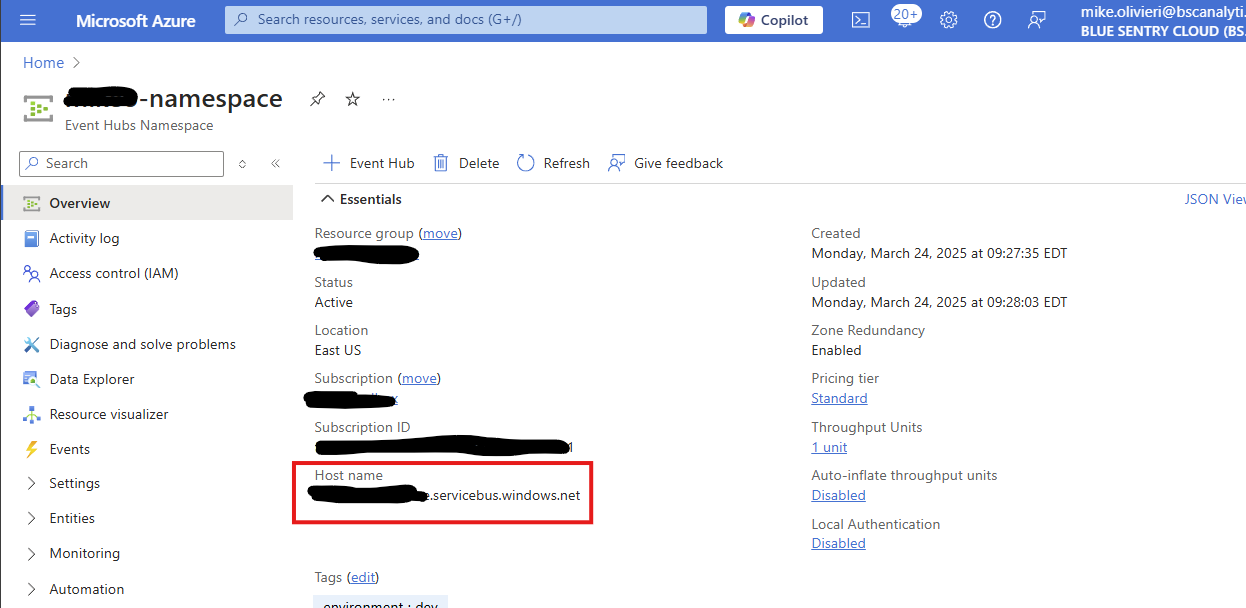 Microsoft Azure
Search resources, services, and docs (G+/)
Copilot
20+
mike.olivieri@bscanalyti.
BLUE SENTRY CLOUD (BS.
Home
-namespace
Event Hubs Namespace
Search
Event Hub
Delete
Refresh
Give feedback
Overview
Activity log
Access control (IAM)
Tags
Diagnose and solve problems
Data Explorer
Resource visualizer
Events
Settings
Entities
Monitoring
Automation
Essentials
JSON View
Resource group (move)
Status
Active
Location
East US
Subscription (move)
Subscription ID
Host name
e.servicebus.windows.net
Created
Monday, March 24, 2025 at 09:27:35 EDT
Updated
Monday, March 24, 2025 at 09:28:03 EDT
Zone Redundancy
Enabled
Pricing tier
Standard
Throughput Units
1 unit
Auto-inflate throughput units
Disabled
Local Authentication
Disabled
Tags (edit)
environment : dev